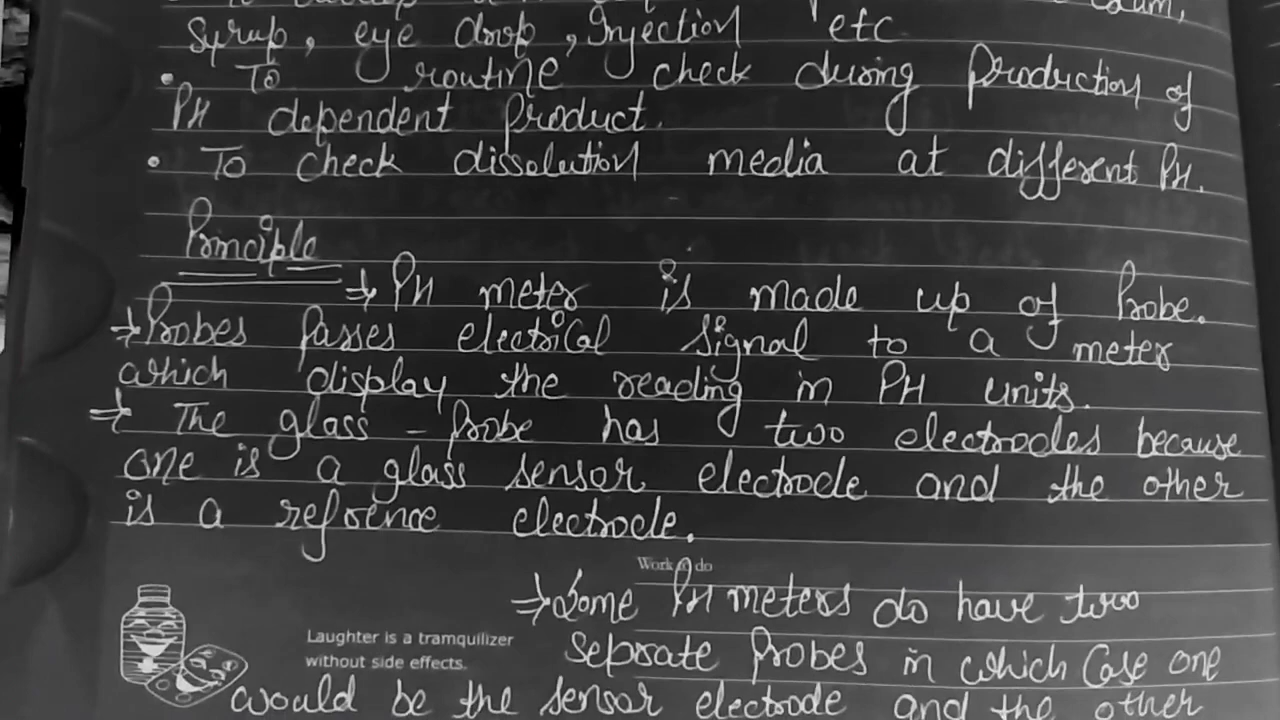 syrup, eye drop, Injection etc
• To routine check during production of
PH dependent product.
• To check dissolution media at different PH.
Principle
→ PH meter is made up of Probe.
→ Probes passes electrical signal to a meter
which display the reading in PH units.
→ The glass - Probe has two electrodes because
one is a glass sensor electrode and the other
is a refrence electrode.
Work to do
→ Some PH meters do have two
Laughter is a tramquilizer
without side effects.
seprate Probes in which Case one
would be the sensor electrode and the other